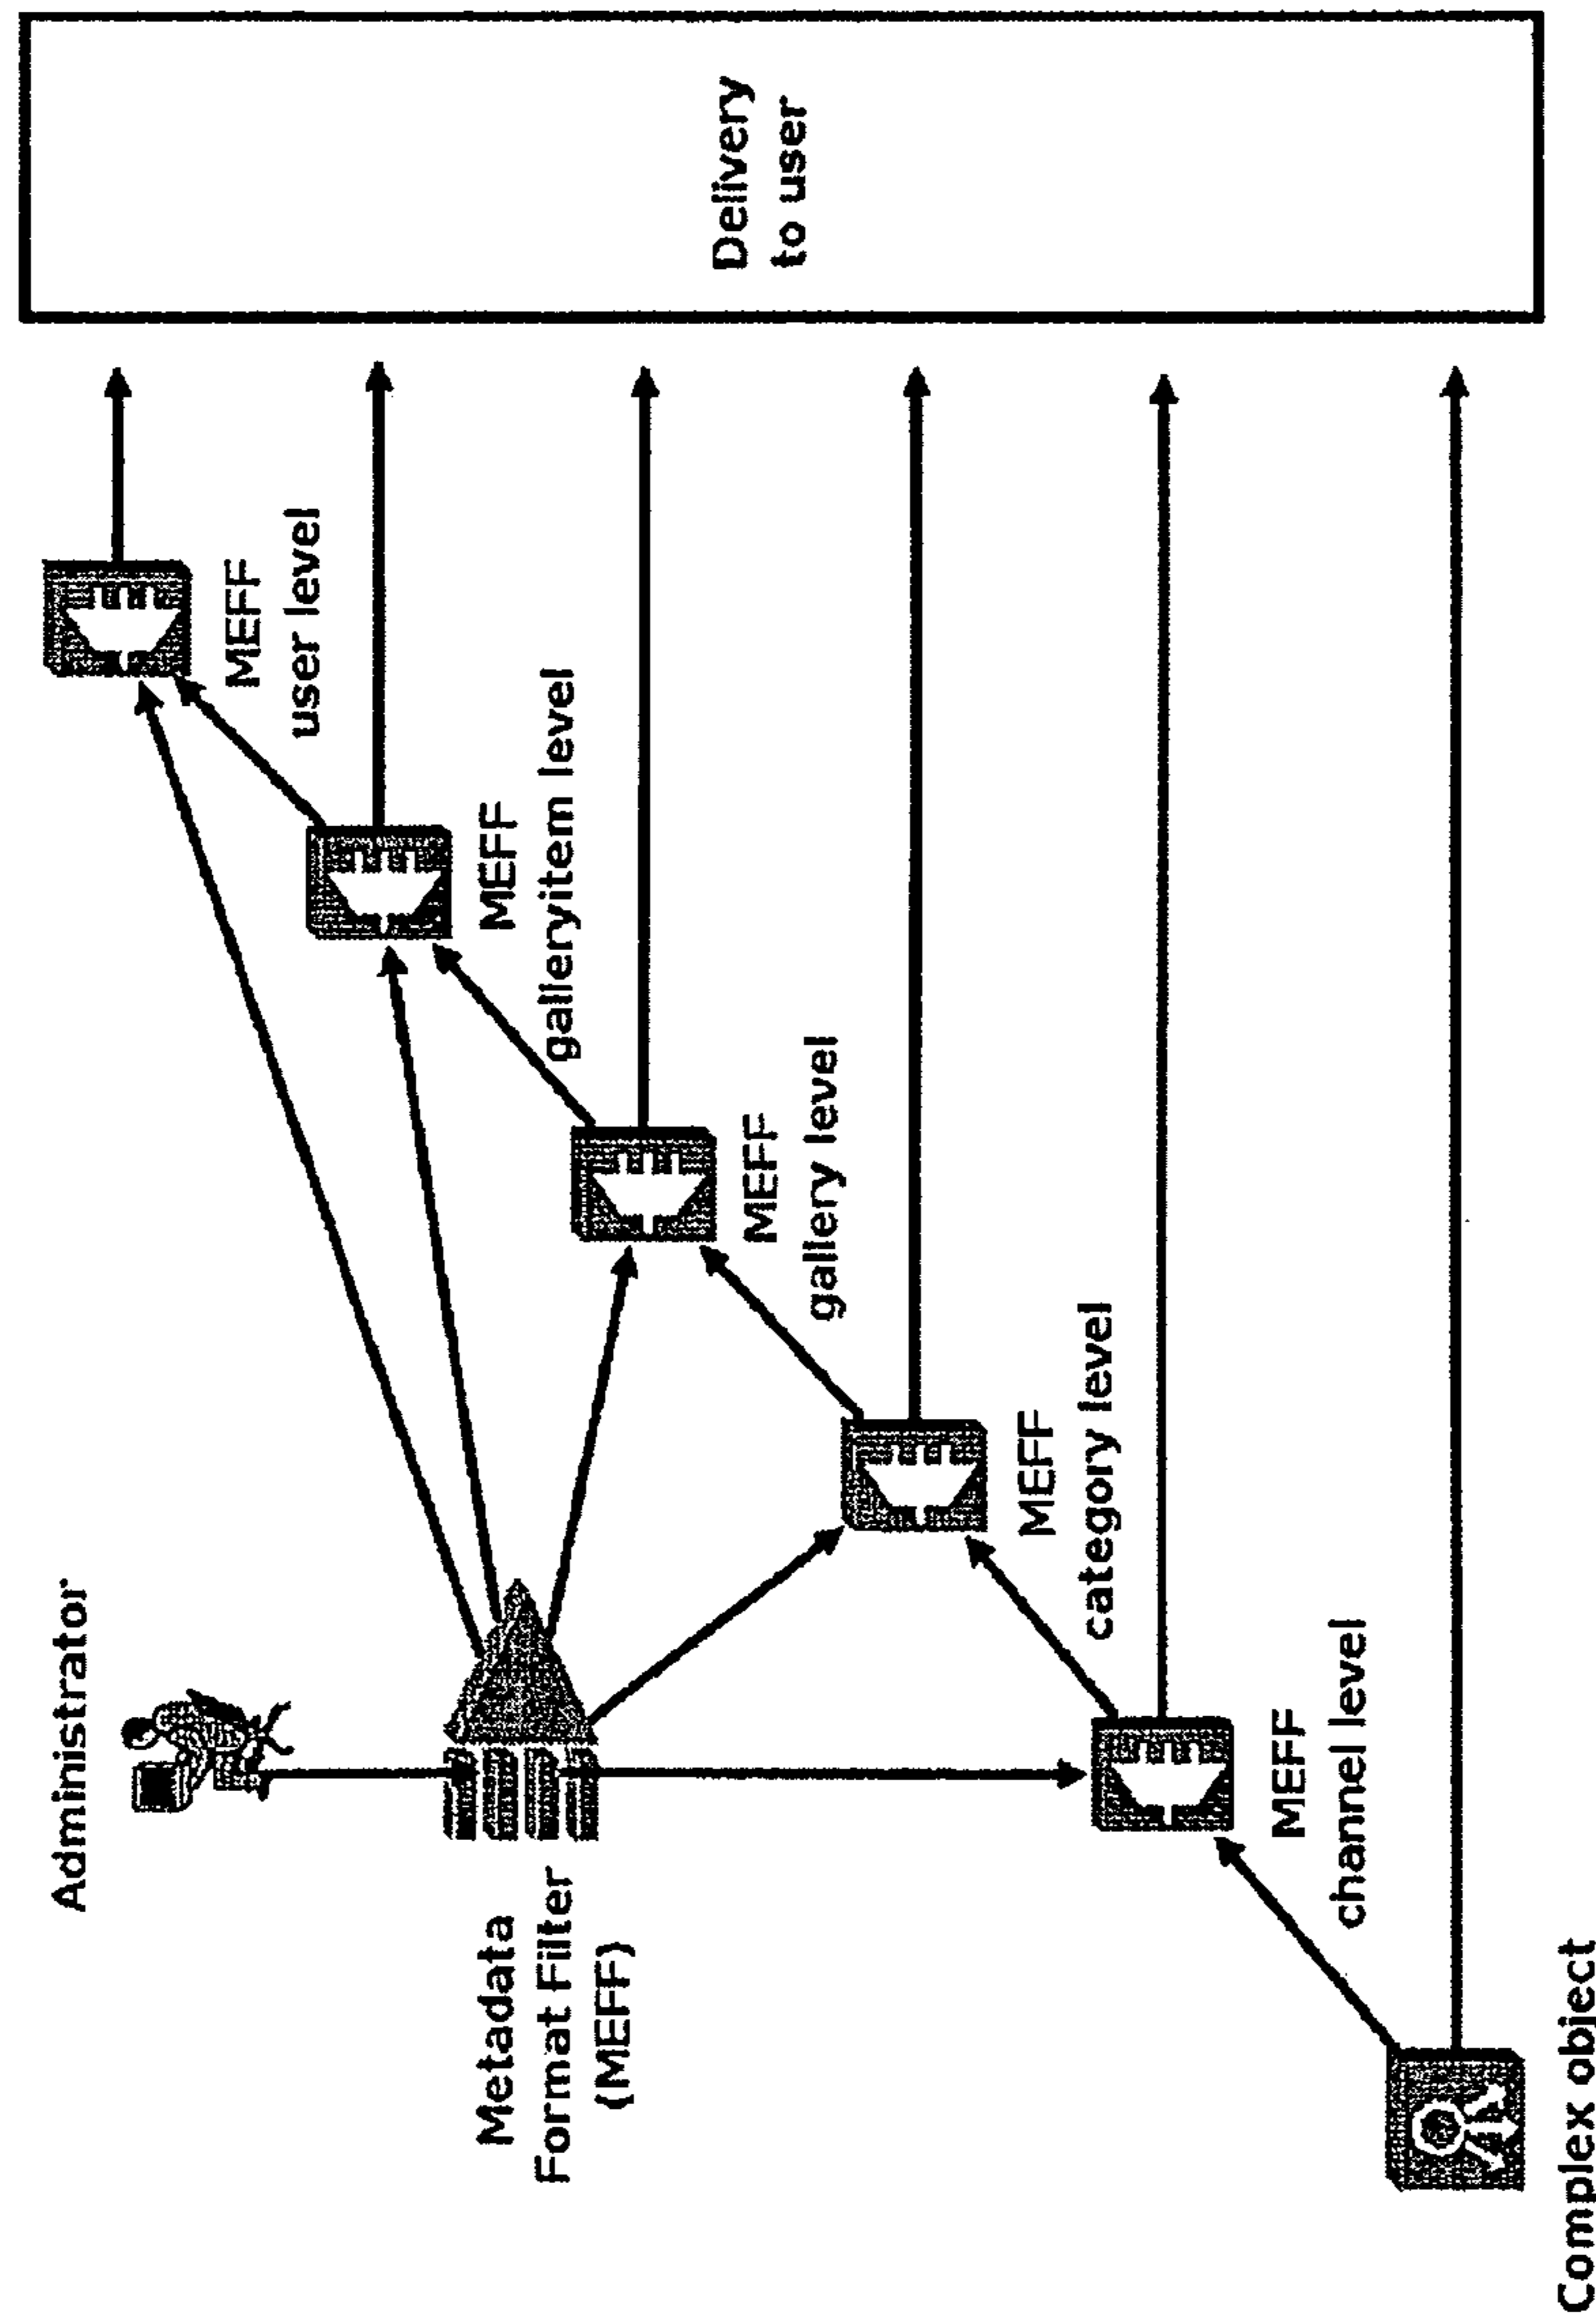 Administrator
Metadata
Format Filter
(MEFF)
MEFF
user level
MEFF
galleryitem level
MEFF
gallery level
MEFF
category level
MEFF
channel level
Complex object
Delivery
to user